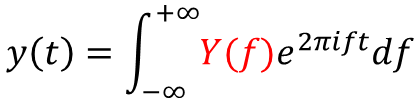 y(t) = ∫_{-∞}^{+∞} Y(f)e^{2πift}df